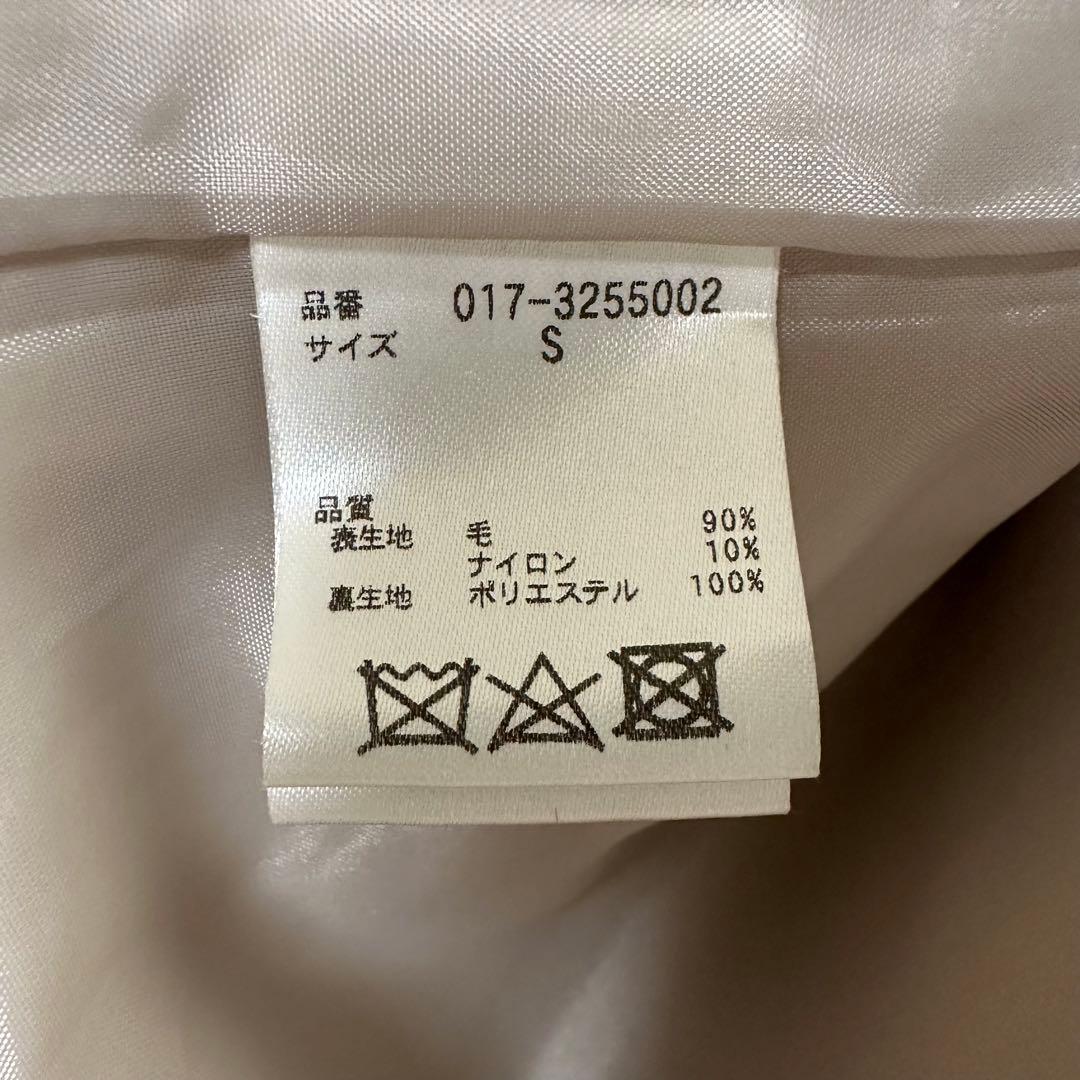 品番 017-3255002
サイズ S
品質
表生地 毛 90%
ナイロン 10%
裏生地 ポリエステル 100%